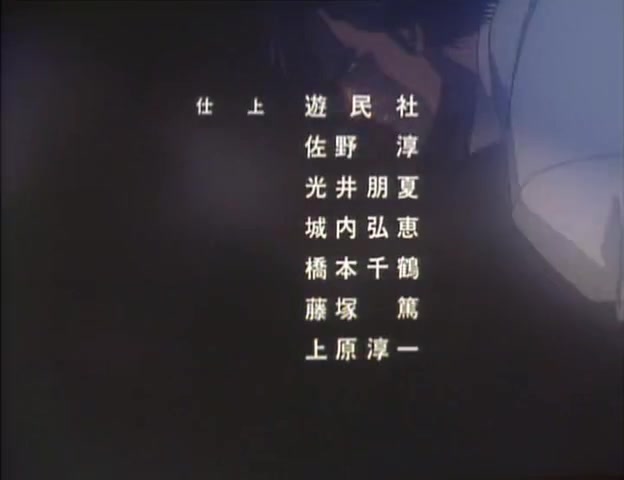 仕上 遊民社
佐野 淳
光井朋夏
城内弘恵
橋本千鶴
藤塚 篤
上原淳一